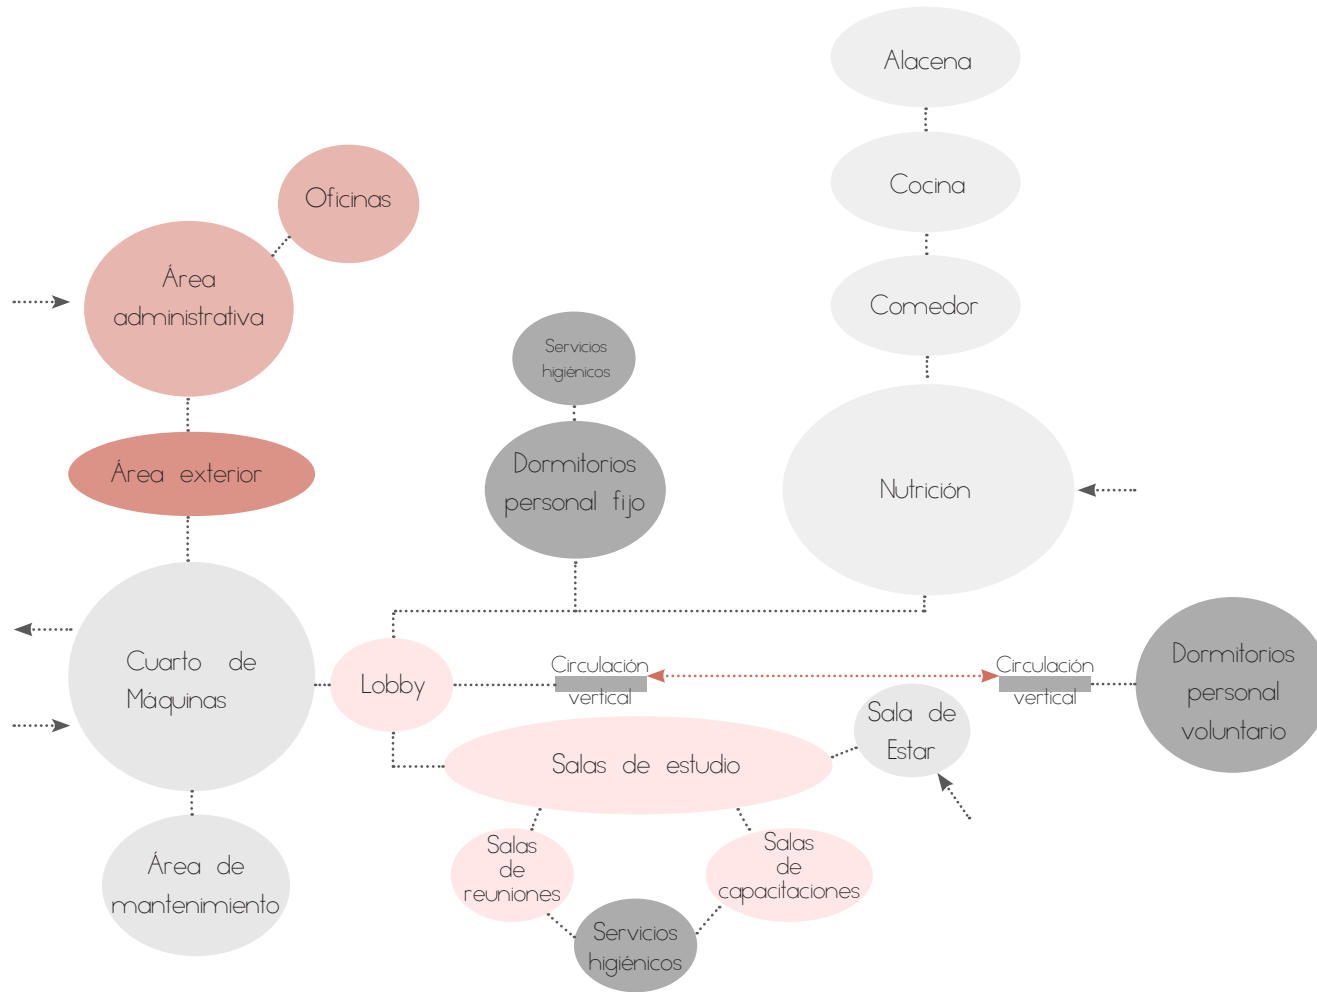 Alacena
Cocina
Comedor
Nutrición
Oficinas
Área
administrativa
Área exterior
Servicios
higiénicos
Dormitorios
personal fijo
Cuarto de
Máquinas
Lobby
Circulación
vertical
Circulación
vertical
Dormitorios
personal
voluntario
Sala de
Estar
Salas de estudio
Salas
de
reuniones
Salas
de
capacitaciones
Servicios
higiénicos
Área de
mantenimiento